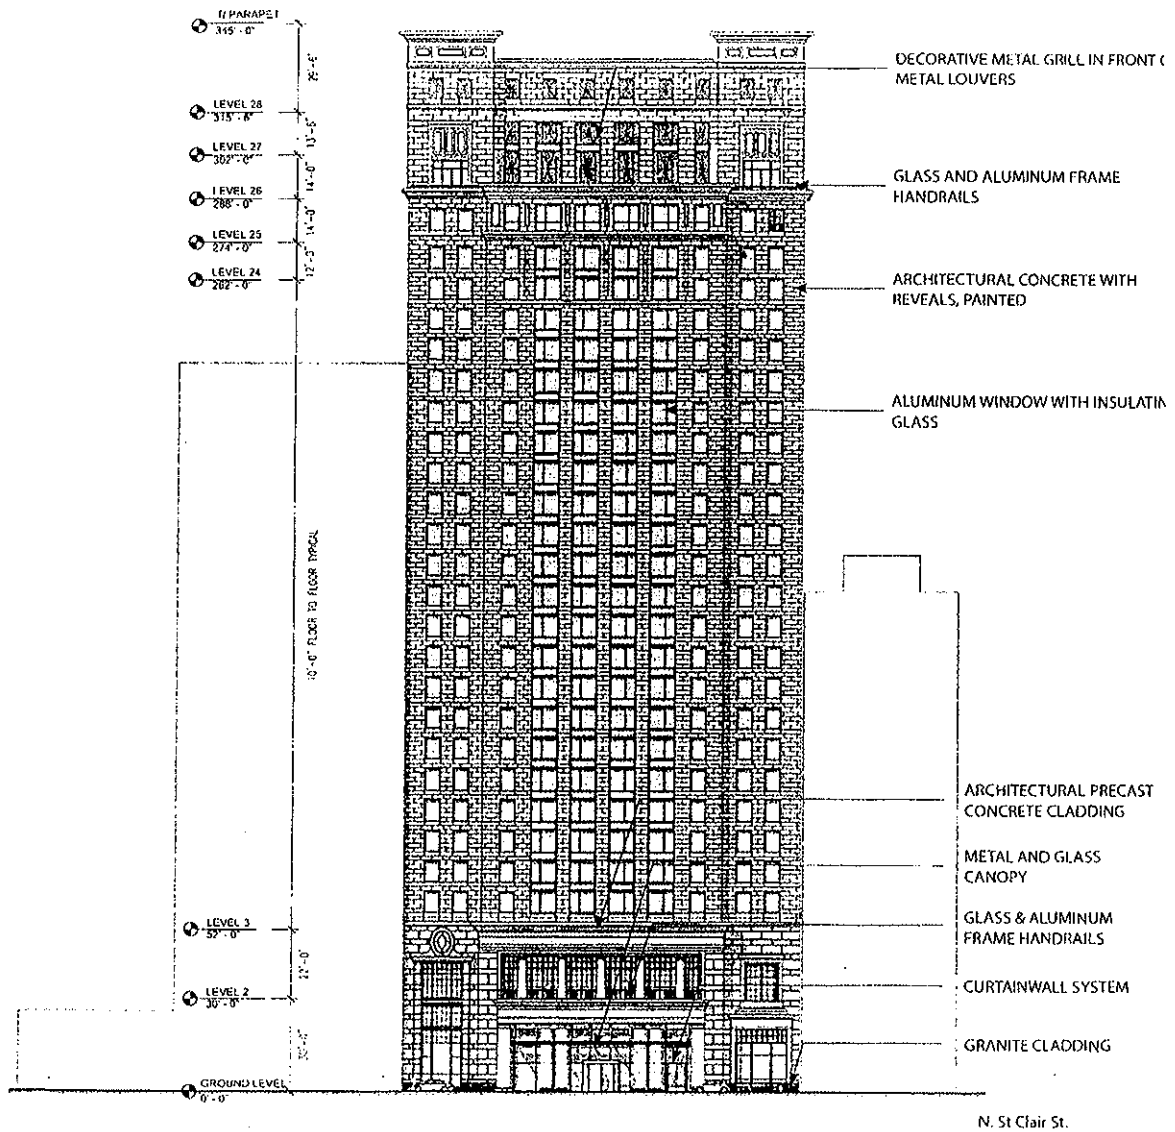 PARAPET
345' - 0"
29'-6"
LEVEL 28
315' - 6"
13'-6"
LEVEL 27
302' - 0"
14'-0"
LEVEL 26
288' - 0"
14'-0"
LEVEL 25
274' - 0"
12'-0"
LEVEL 24
262' - 0"
10'-0" FLOOR TO FLOOR TYPICAL
LEVEL 3
52' - 0"
22'-0"
LEVEL 2
30' - 0"
30'-0"
GROUND LEVEL
0' - 0"
DECORATIVE METAL GRILL IN FRONT
METAL LOUVERS
GLASS AND ALUMINUM FRAME
HANDRAILS
ARCHITECTURAL CONCRETE WITH
REVEALS, PAINTED
ALUMINUM WINDOW WITH INSULATIN
GLASS
ARCHITECTURAL PRECAST
CONCRETE CLADDING
METAL AND GLASS
CANOPY
GLASS & ALUMINUM
FRAME HANDRAILS
CURTAINWALL SYSTEM
GRANITE CLADDING
N. St Clair St.